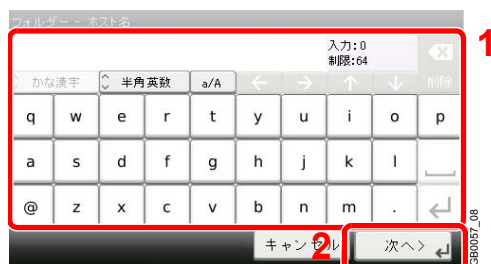 フォルダー - ホスト名
1
入力:0
制限:64
かな漢字 半角英数 a/A ← → ↑ ↓ 削除
q w e r t y u i o p
a s d f g h j k l
@ z x c v b n m .
2
キャンセル 次へ>
GB0057_08